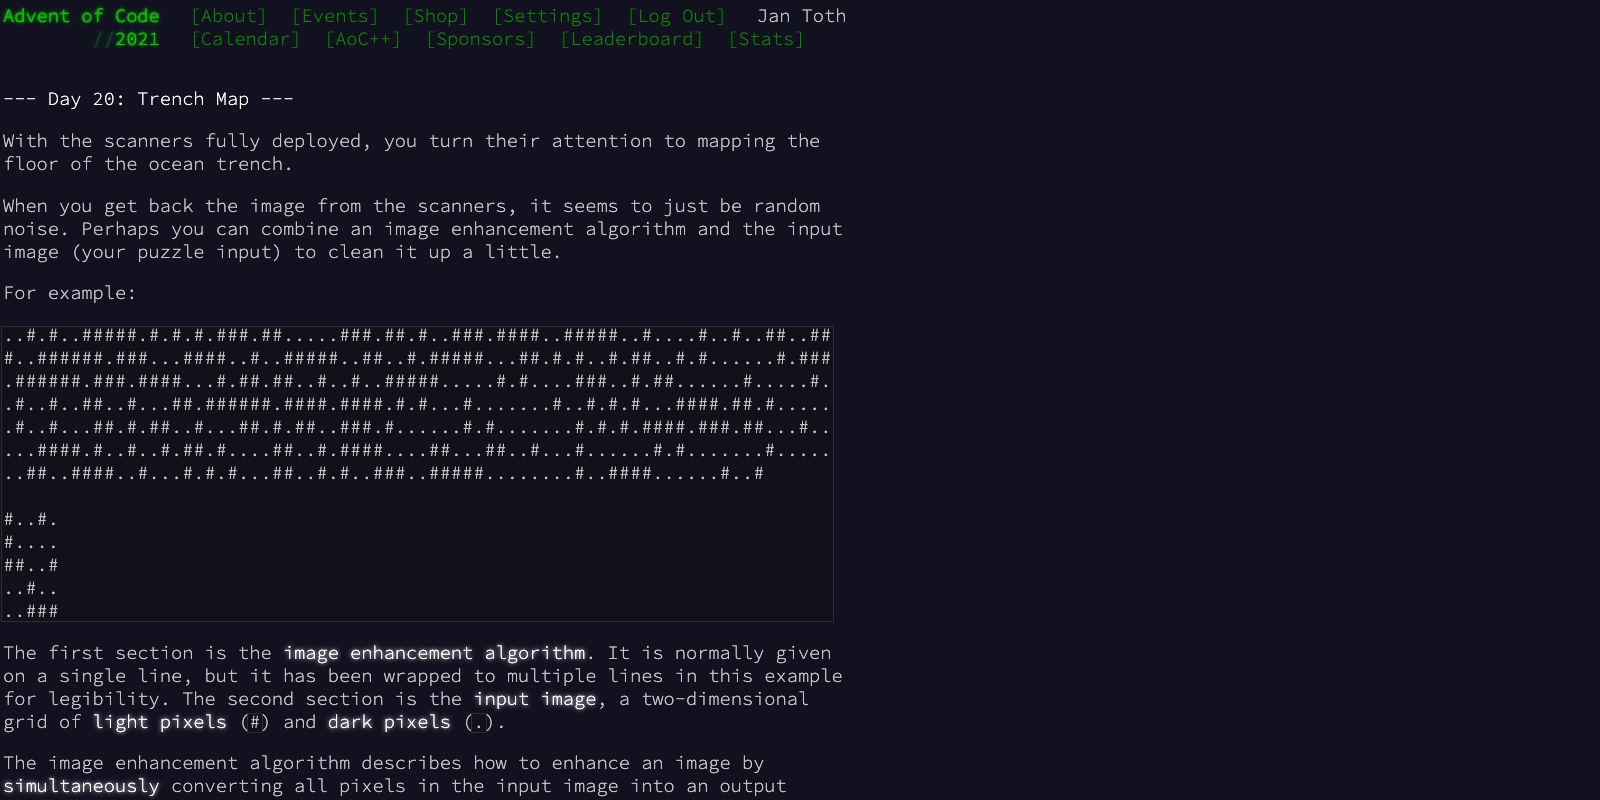 Advent of Code [About] [Events] [Shop] [Settings] [Log Out] Jan Toth
//2021 [Calendar] [AoC++] [Sponsors] [Leaderboard] [Stats]
--- Day 20: Trench Map ---
With the scanners fully deployed, you turn their attention to mapping the
floor of the ocean trench.
When you get back the image from the scanners, it seems to just be random
noise. Perhaps you can combine an image enhancement algorithm and the input
image (your puzzle input) to clean it up a little.
For example:
..#.#..#####.#.#.#.###.##.....###.##.#..###.####..#####..#....#..#..##..##
#..######.###...####..#..#####..##..#.#####...##.#.#..#.##..#.#......#.###
.######.###.####...#.##.##..#..#..#####.....#.#....###..#.##......#.....#.
.#..#..##..#...##.######.####.####.#.#...#.......#..#.#.#...####.##.#.....
.#..#...##.#.##..#...##.#.##..###.#......#.#.......#.#.#.####.###.##...#..
...####.#..#..#.##.#....##..#.####....##...##..#...#......#.#.......#.....
..##..####..#...#.#.#...##..#.#..###..#####........#..####......#..#
#..#.
#....
##..#
..#..
..###
The first section is the image enhancement algorithm. It is normally given
on a single line, but it has been wrapped to multiple lines in this example
for legibility. The second section is the input image, a two-dimensional
grid of light pixels (#) and dark pixels (.).
The image enhancement algorithm describes how to enhance an image by
simultaneously converting all pixels in the input image into an output